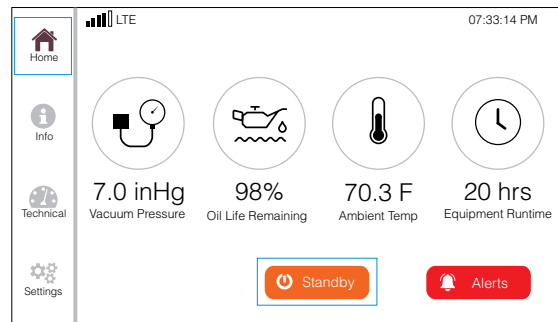 LTE
07:33:14 PM
Home
Info
Technical
Settings
7.0 inHg
Vacuum Pressure
98%
Oil Life Remaining
70.3 F
Ambient Temp
20 hrs
Equipment Runtime
Standby
Alerts